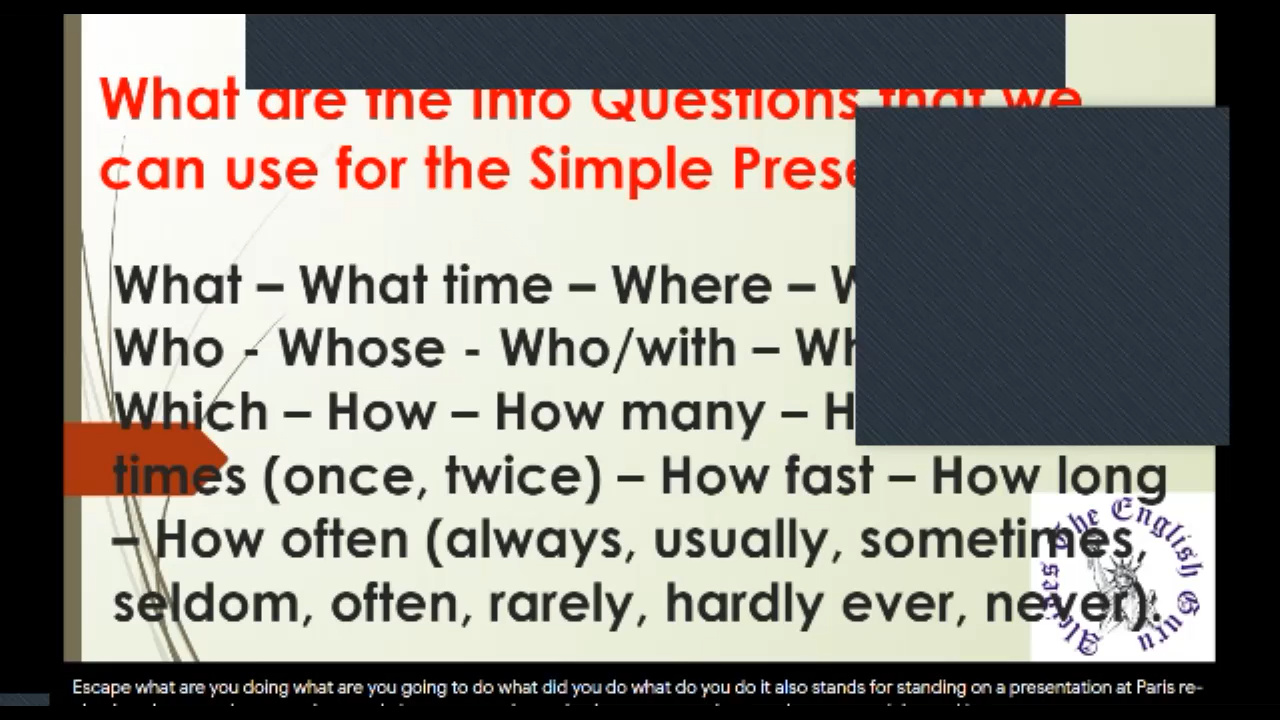 What are the Info Questions that we
can use for the Simple
What – What time – Where –
Who - Whose - Who/with –
Which – How – How many –
times (once, twice) – How fast – How long
– How often (always, usually, sometimes,
seldom, often, rarely, hardly ever, never).
Alexies The English Guru
Escape what are you doing what are you going to do what did you do what do you do it also stands for standing on a presentation at Paris re-